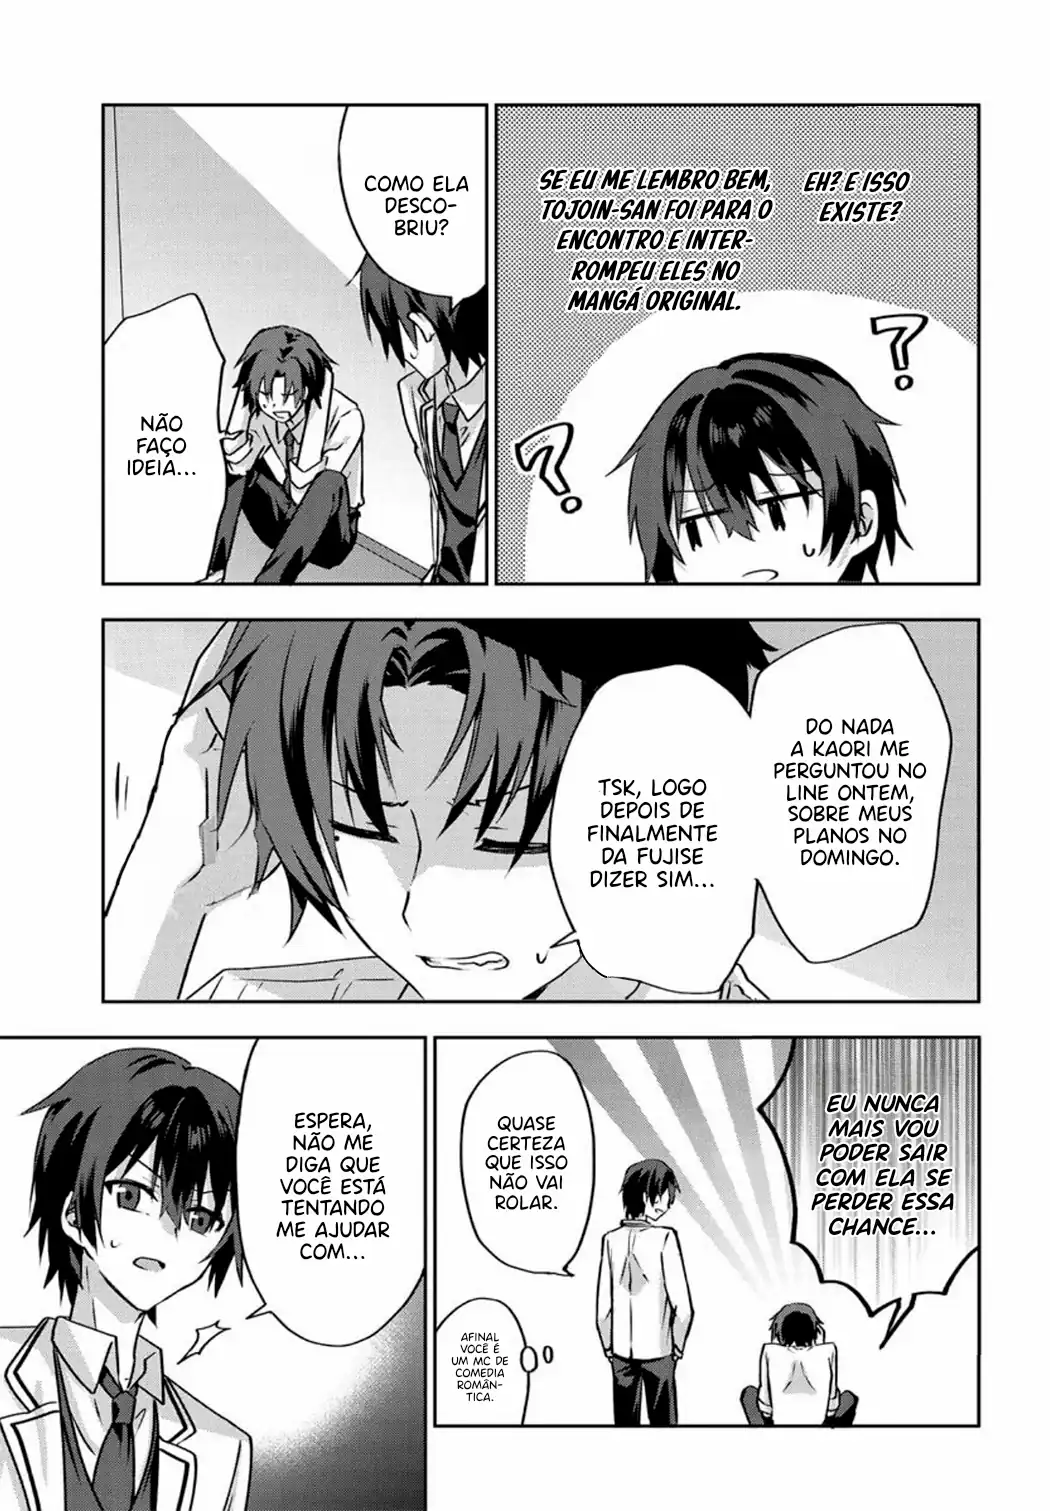 EH? E ISSO
EXISTE?
SE EU ME LEMBRO BEM,
TOJOIN-SAN FOI PARA O
ENCONTRO E INTER-
ROMPEU ELES NO
MANGÁ ORIGINAL.
?
?
COMO ELA
DESCO-
BRIU?
NÃO
FAÇO
IDEIA...
DO NADA
A KAORI ME
PERGUNTOU NO
LINE ONTEM,
SOBRE MEUS
PLANOS NO
DOMINGO.
TSK, LOGO
DEPOIS DE
FINALMENTE
DA FUJISE
DIZER SIM...
EU NUNCA
MAIS VOU
PODER SAIR
COM ELA SE
PERDER ESSA
CHANCE...
QUASE
CERTEZA
QUE ISSO
NÃO VAI
ROLAR.
AFINAL
VOCÊ É
UM MC DE
COMEDIA
ROMÂN-
TICA.
ESPERA,
NÃO ME
DIGA QUE
VOCÊ ESTÁ
TENTANDO
ME AJUDAR
COM...